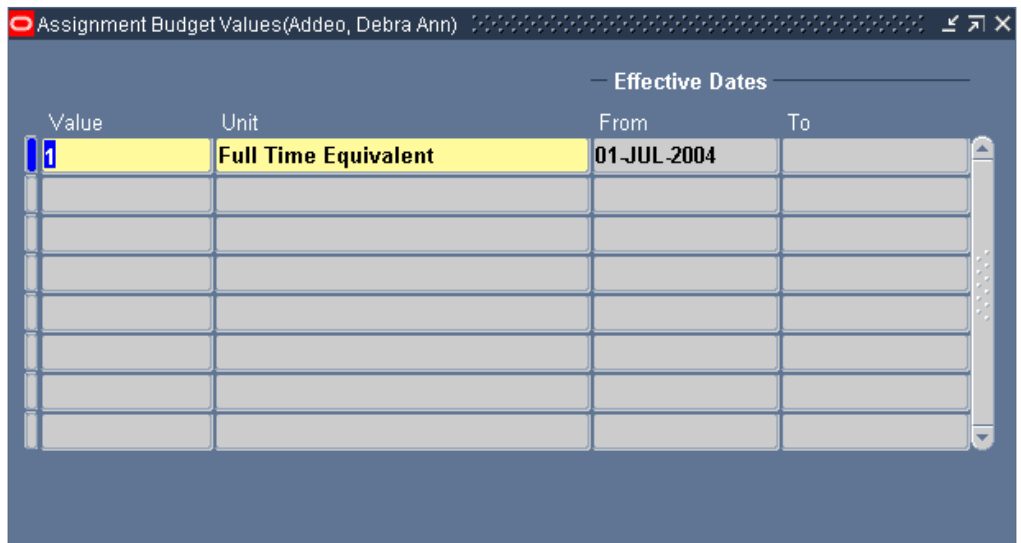 Assignment Budget Values(Addeo, Debra Ann)
Effective Dates
Value Unit From To
1 Full Time Equivalent 01-JUL-2004